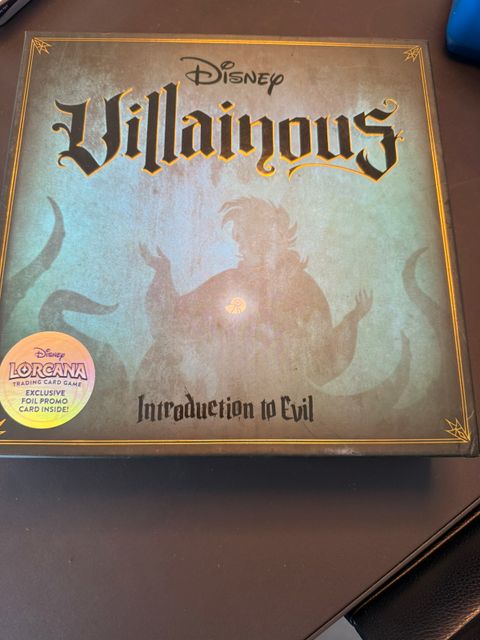 Disney
Villainous
Disney
LORCANA
TRADING CARD GAME
EXCLUSIVE
FOIL PROMO
CARD INSIDE!
Introduction to Evil